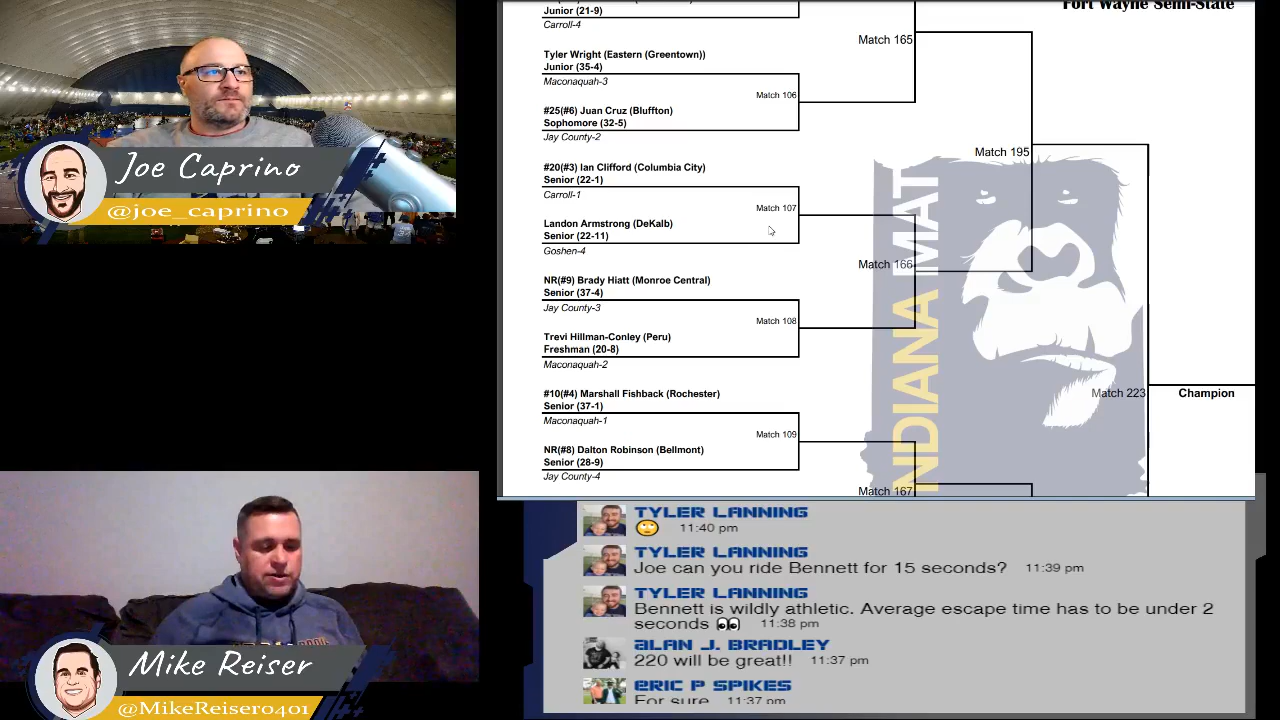 Joe Caprino
@joe_caprino
Fort Wayne Semi-State
Junior (21-9)
Carroll-4
Match 165
Tyler Wright (Eastern (Greentown))
Junior (35-4)
Maconaquah-3
Match 106
#25(#6) Juan Cruz (Bluffton)
Sophomore (32-5)
Jay County-2
Match 195
#20(#3) Ian Clifford (Columbia City)
Senior (22-1)
Carroll-1
Match 107
Landon Armstrong (DeKalb)
Senior (22-11)
Goshen-4
Match 166
NR(#9) Brady Hiatt (Monroe Central)
Senior (37-4)
Jay County-3
Match 108
Trevi Hillman-Conley (Peru)
Freshman (20-8)
Maconaquah-2
Match 223
Champion
#10(#4) Marshall Fishback (Rochester)
Senior (37-1)
Maconaquah-1
Match 109
NR(#8) Dalton Robinson (Bellmont)
Senior (28-9)
Jay County-4
Match 167
NDIANA MAT
Mike Reiser
@MikeReiser0401
TYLER LANNING
🙄 11:40 pm
TYLER LANNING
Joe can you ride Bennett for 15 seconds? 11:39 pm
TYLER LANNING
Bennett is wildly athletic. Average escape time has to be under 2
seconds 👀 11:38 pm
ALAN J. BRADLEY
220 will be great!! 11:37 pm
ERIC P SPIKES
For sure 11:37 pm